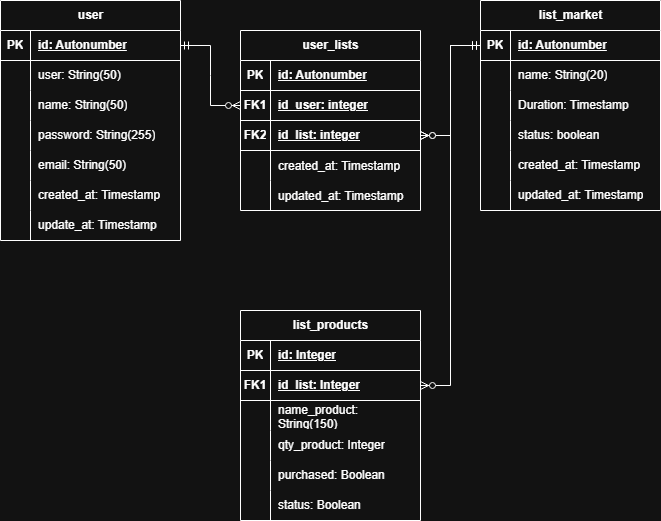 user
PK id: Autonumber
user: String(50)
name: String(50)
password: String(255)
email: String(50)
created_at: Timestamp
update_at: Timestamp
user_lists
PK id: Autonumber
FK1 id_user: integer
FK2 id_list: integer
created_at: Timestamp
updated_at: Timestamp
list_market
PK id: Autonumber
name: String(20)
Duration: Timestamp
status: boolean
created_at: Timestamp
updated_at: Timestamp
list_products
PK id: Integer
FK1 id_list: Integer
name_product:
String(150)
qty_product: Integer
purchased: Boolean
status: Boolean